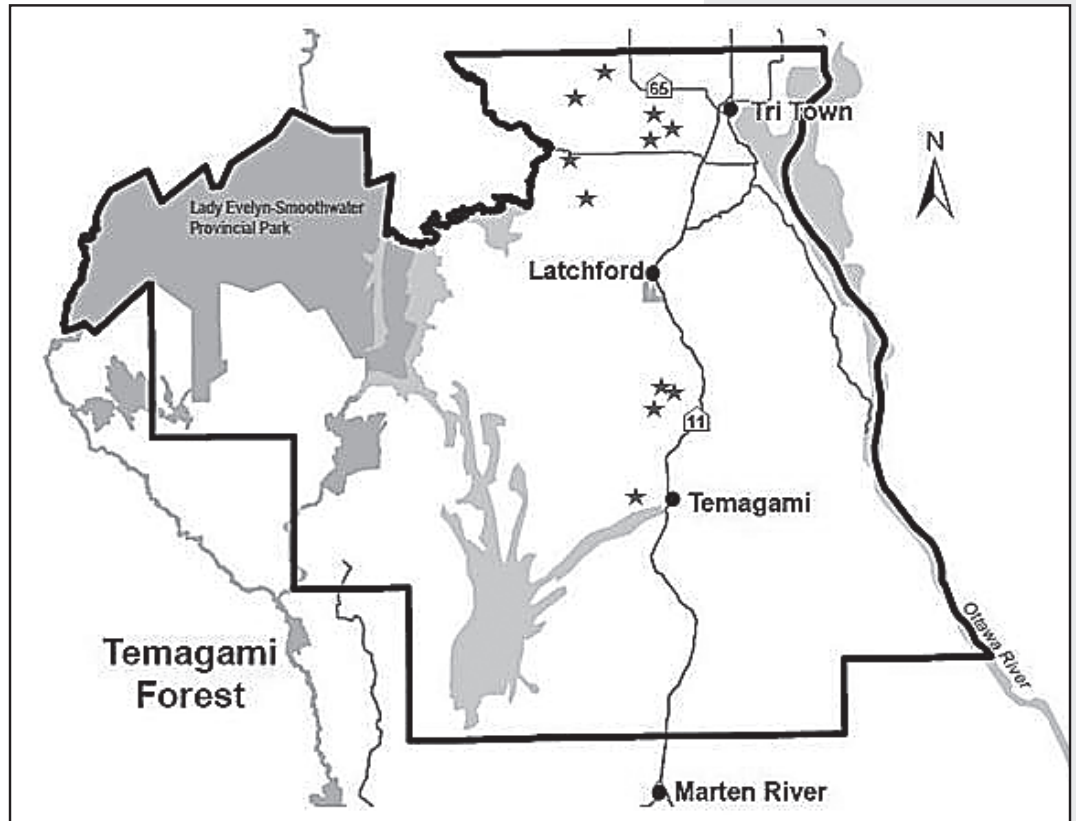 65
Tri Town
N
Lady Evelyn-Smoothwater
Provincial Park
Latchford
11
Temagami
Ottawa River
Temagami
Forest
Marten River